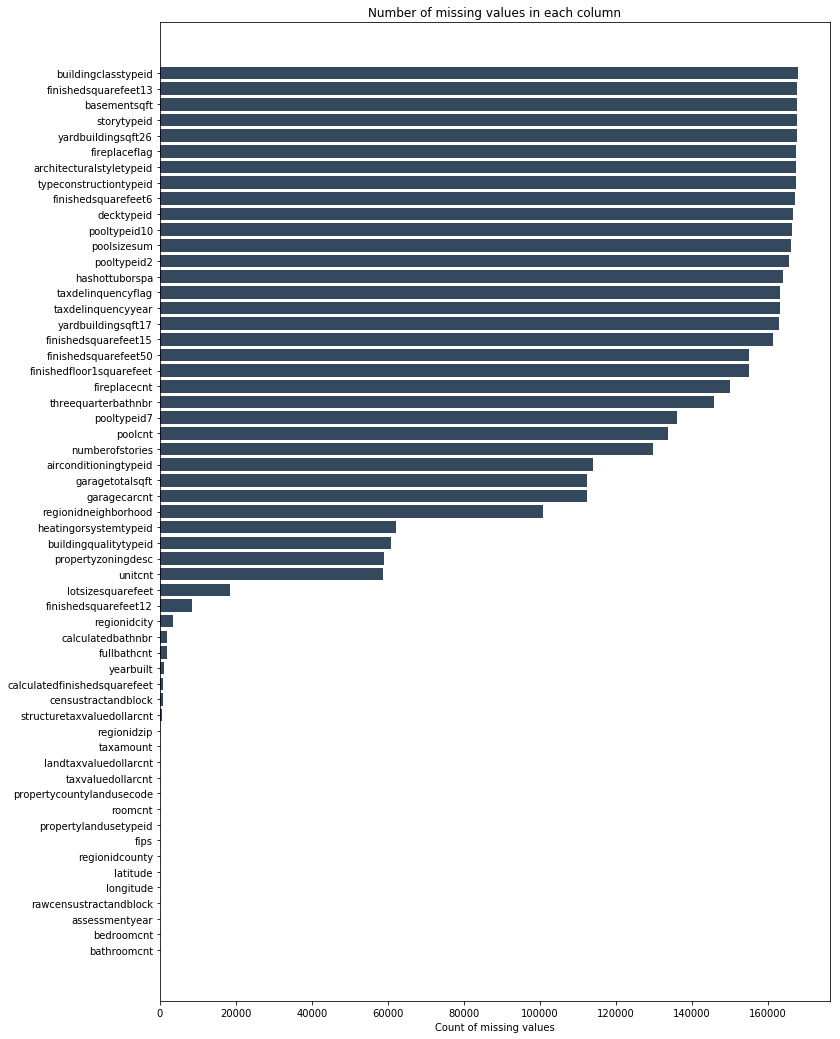 Number of missing values in each column
buildingclasstypeid
finishedsquarefeet13
basementsqft
storytypeid
yardbuildingsqft26
fireplaceflag
architecturalstyletypeid
typeconstructiontypeid
finishedsquarefeet6
decktypeid
pooltypeid10
poolsizesum
pooltypeid2
hashottuborspa
taxdelinquencyflag
taxdelinquencyyear
yardbuildingsqft17
finishedsquarefeet15
finishedsquarefeet50
finishedfloor1squarefeet
fireplacecnt
threequarterbathnbr
pooltypeid7
poolcnt
numberofstories
airconditioningtypeid
garagetotalsqft
garagecarcnt
regionidneighborhood
heatingorsystemtypeid
buildingqualitytypeid
propertyzoningdesc
unitcnt
lotsizesquarefeet
finishedsquarefeet12
regionidcity
calculatedbathnbr
fullbathcnt
yearbuilt
calculatedfinishedsquarefeet
censustractandblock
structuretaxvaluedollarcnt
regionidzip
taxamount
landtaxvaluedollarcnt
taxvaluedollarcnt
propertycountylandusecode
roomcnt
propertylandusetypeid
fips
regionidcounty
latitude
longitude
rawcensustractandblock
assessmentyear
bedroomcnt
bathroomcnt
0 20000 40000 60000 80000 100000 120000 140000 160000
Count of missing values